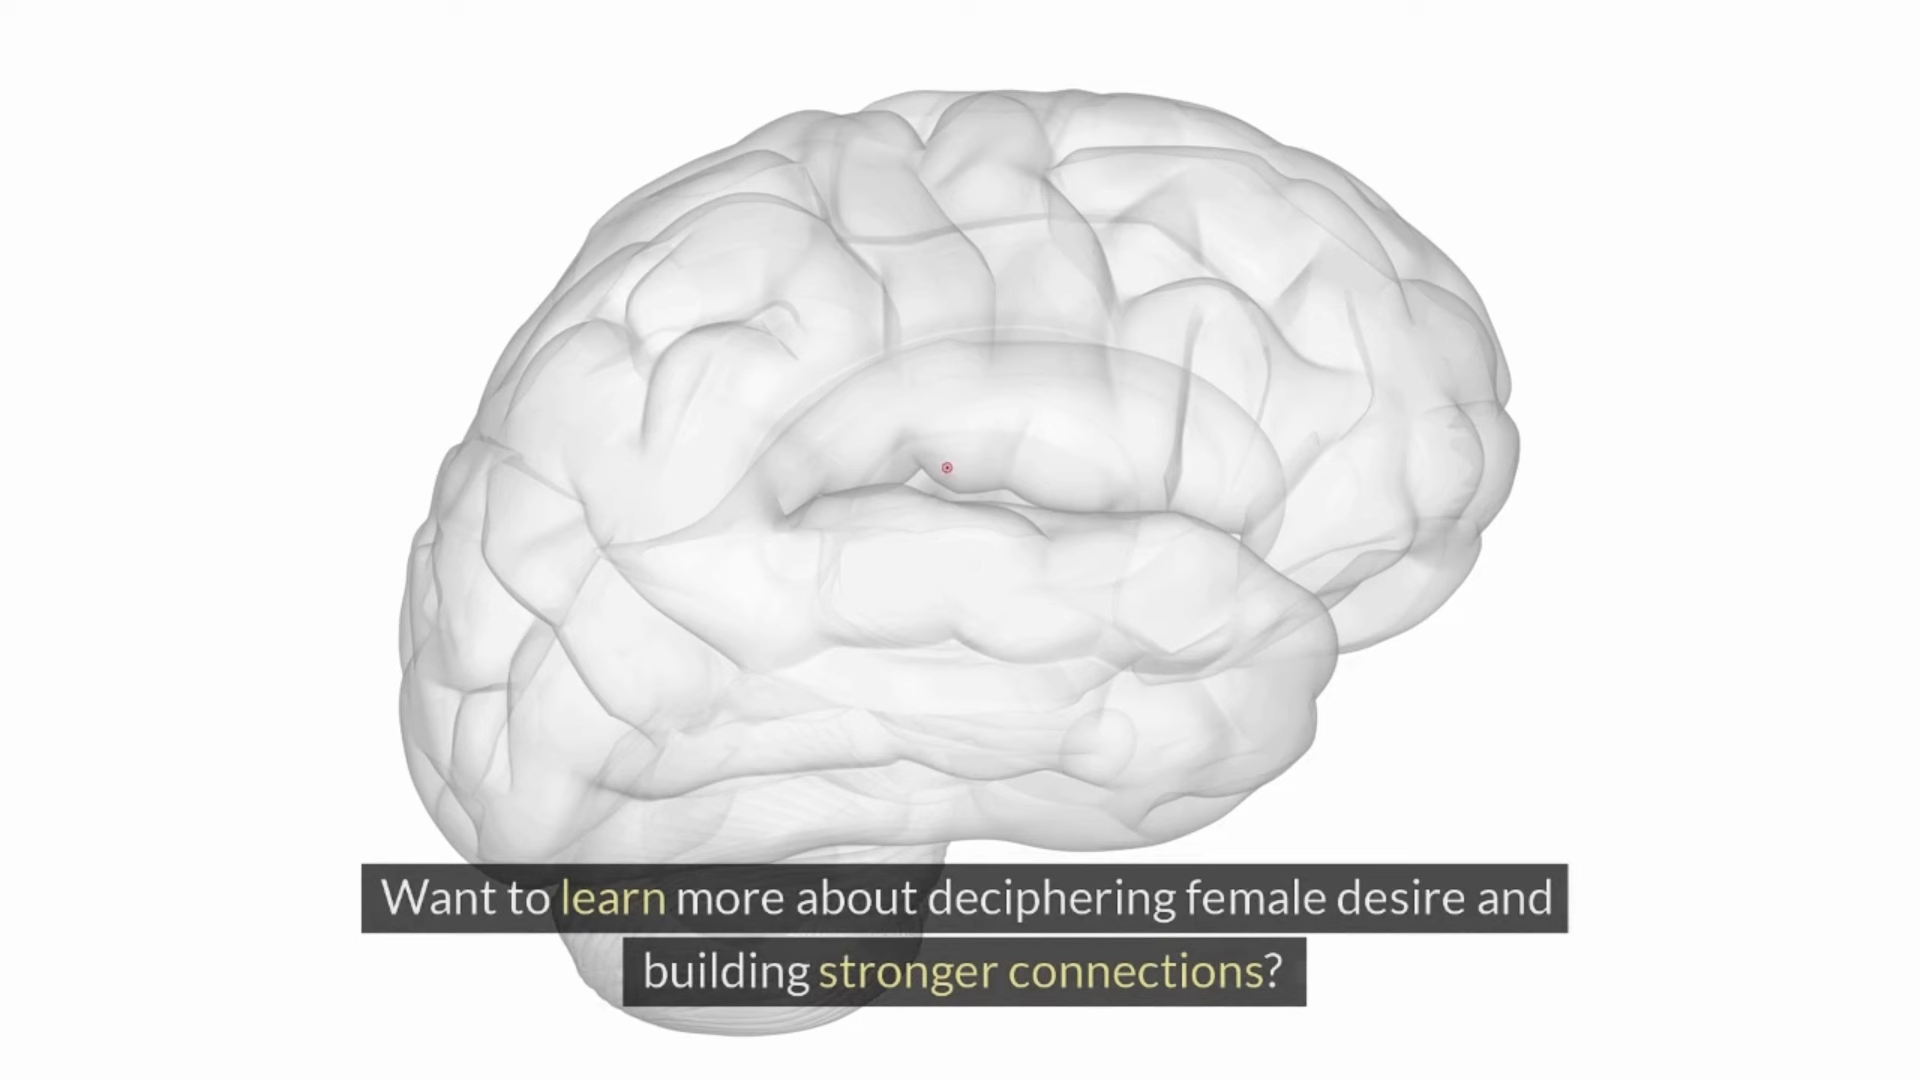 Want to learn more about deciphering female desire and
building stronger connections?